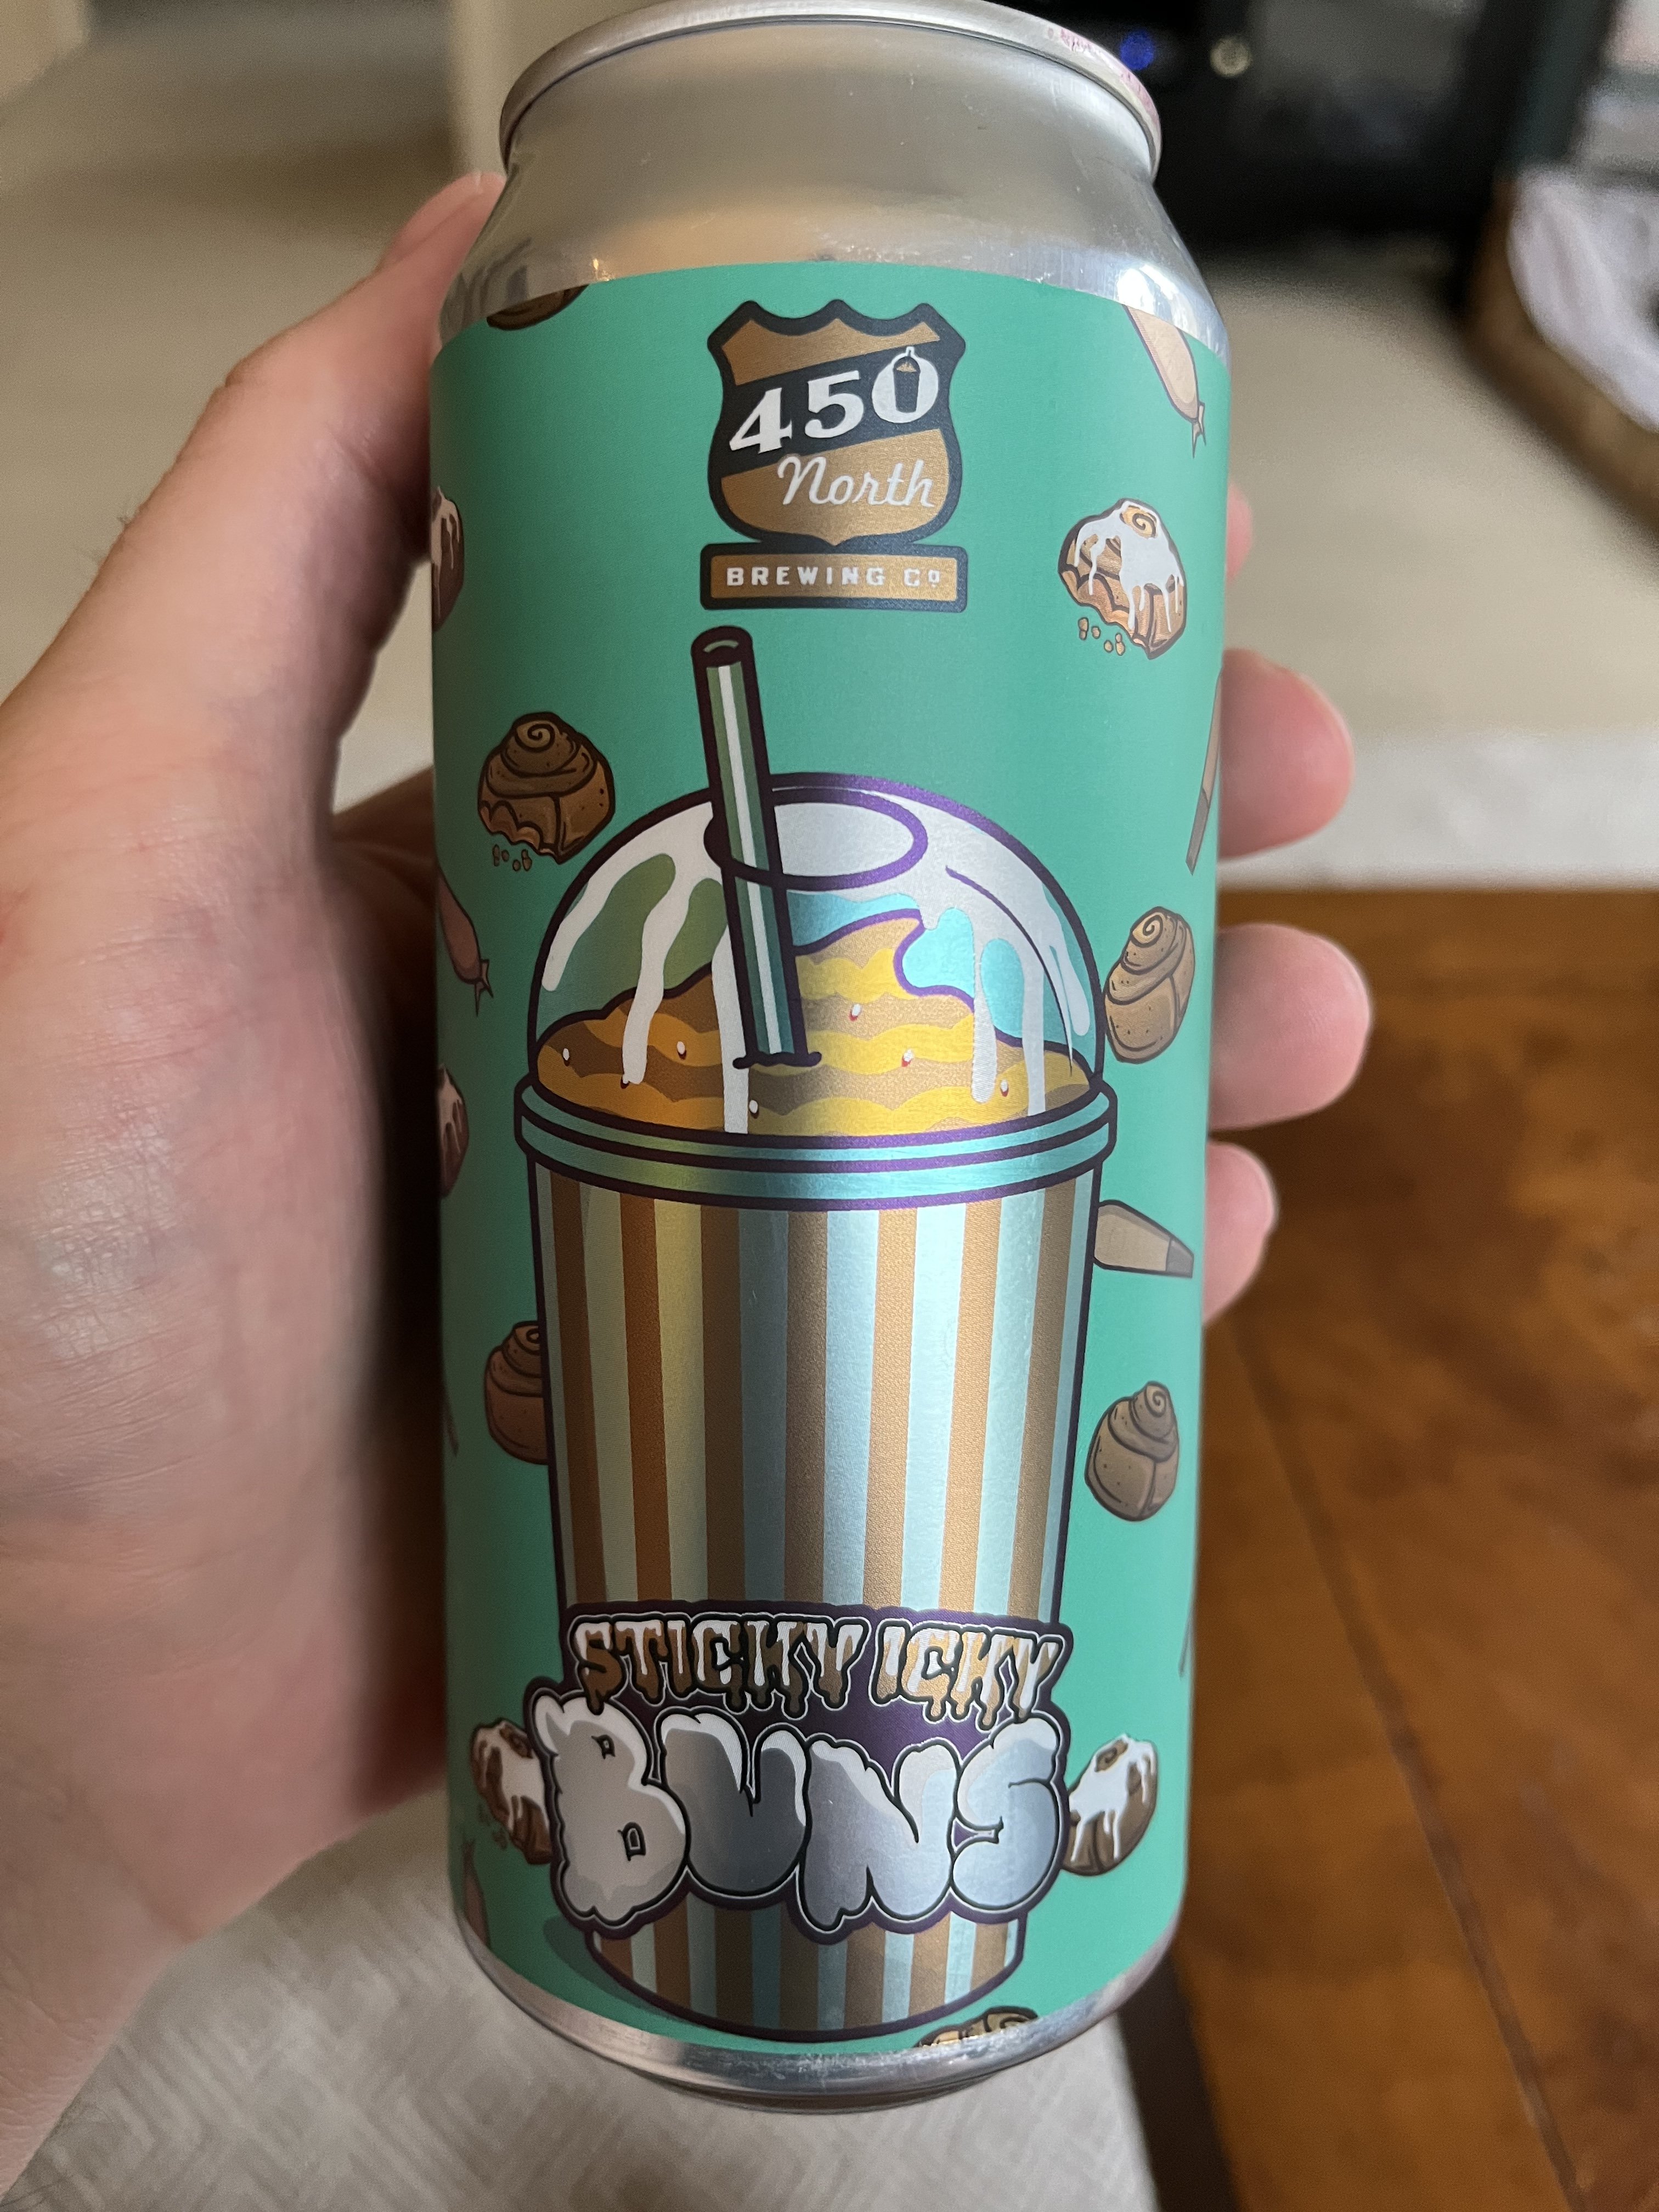 450
North
BREWING Co
STICKY ICKY
BUNS